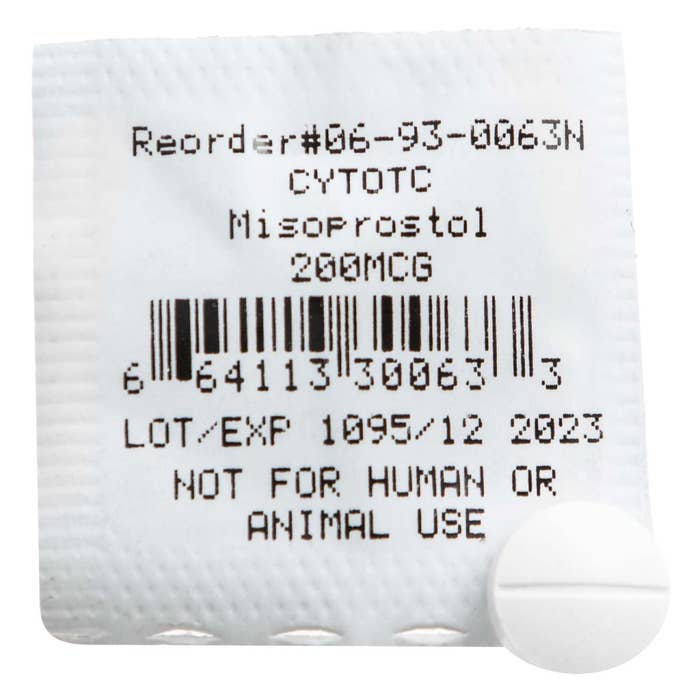 Reorder#06-93-0063N
CYTOTC
Misoprostol
200MCG
6 64113 30063 3
LOT/EXP 1095/12 2023
NOT FOR HUMAN OR
ANIMAL USE